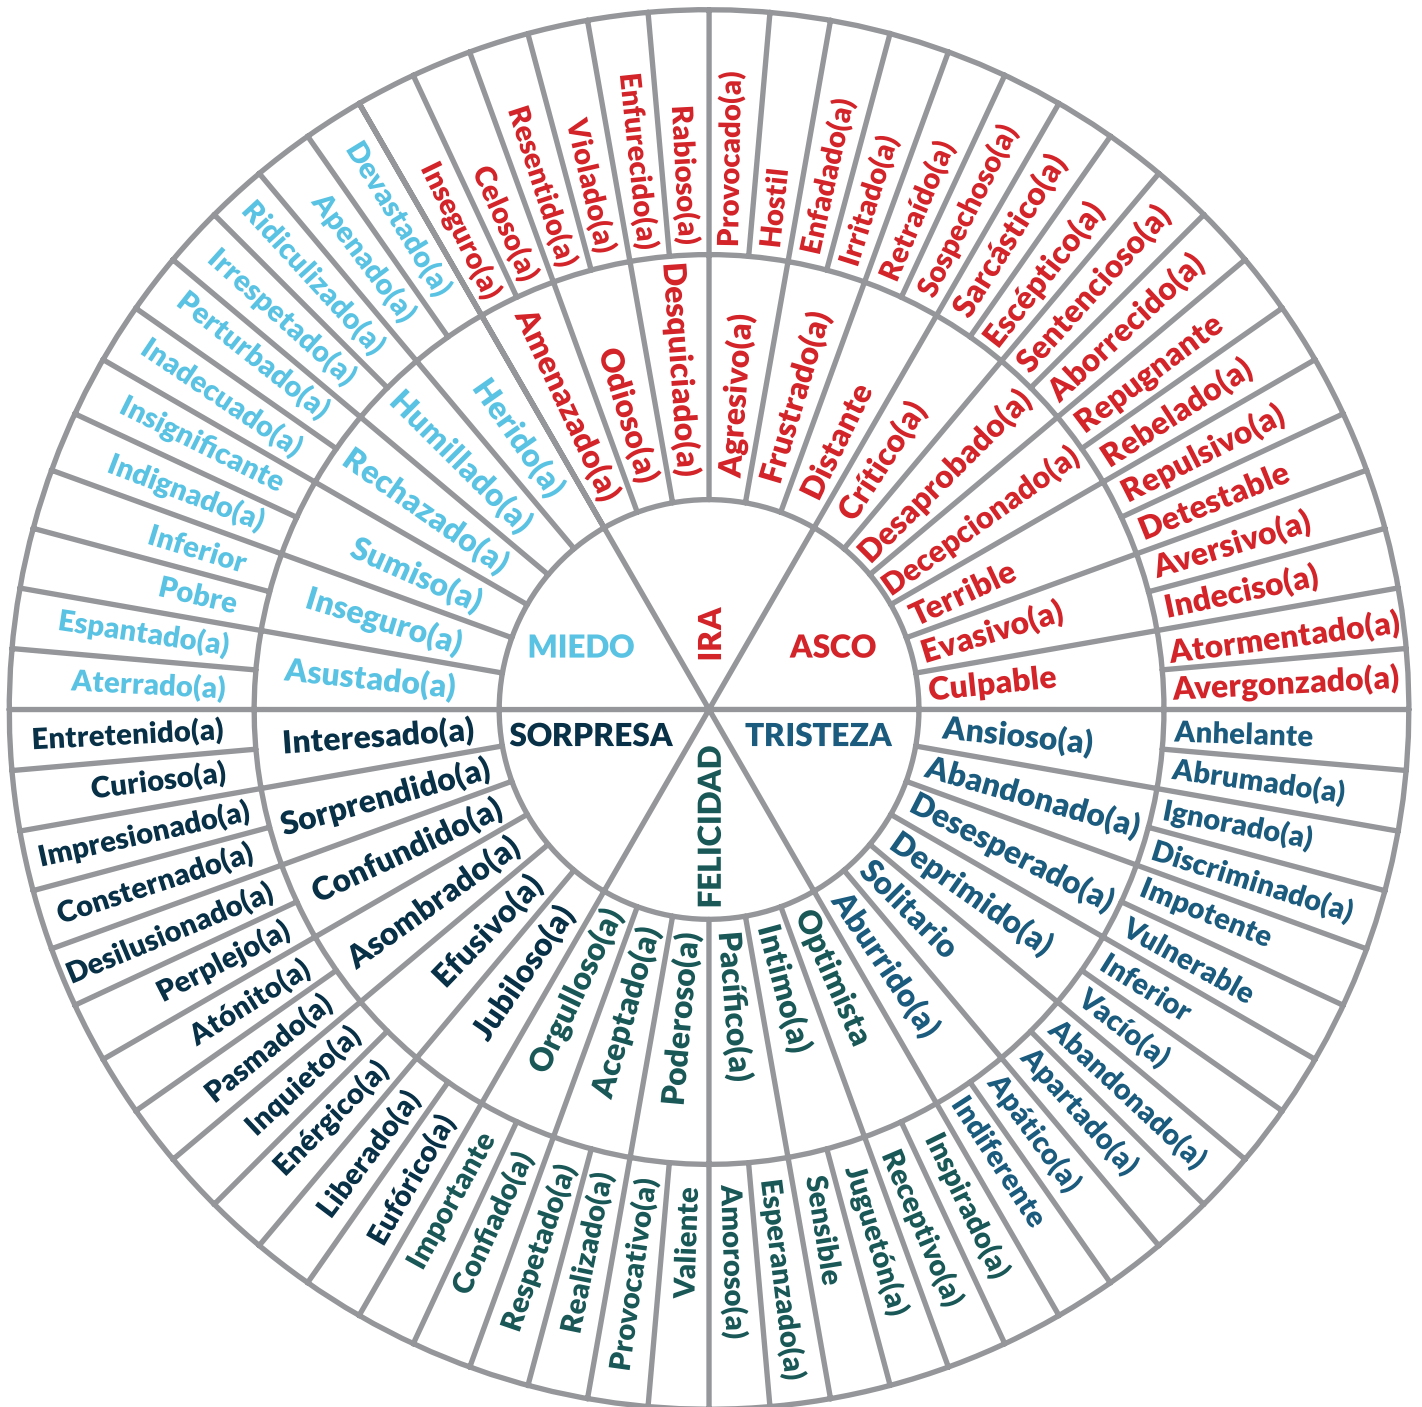 MIEDO
IRA
ASCO
SORPRESA
FELICIDAD
TRISTEZA
Amenazado(a)
Odioso(a)
Desquiciado(a)
Agresivo(a)
Frustrado(a)
Distante
Crítico(a)
Desaprobado(a)
Decepcionado(a)
Terrible
Evasivo(a)
Culpable
Ansioso(a)
Abandonado(a)
Desesperado(a)
Deprimido(a)
Solitario
Aburrido(a)
Optimista
Intimo(a)
Pacífico(a)
Poderoso(a)
Aceptado(a)
Orgulloso(a)
Jubiloso(a)
Efusivo(a)
Asombrado(a)
Confundido(a)
Sorprendido(a)
Interesado(a)
Asustado(a)
Inseguro(a)
Sumiso(a)
Rechazado(a)
Humillado(a)
Herido(a)
Inseguro(a)
Celoso(a)
Resentido(a)
Violado(a)
Enfurecido(a)
Rabioso(a)
Provocado(a)
Hostil
Enfadado(a)
Irritado(a)
Retraído(a)
Sospechoso(a)
Sarcástico(a)
Escéptico(a)
Sentencioso(a)
Aborrecido(a)
Repugnante
Rebelado(a)
Repulsivo(a)
Detestable
Aversivo(a)
Indeciso(a)
Atormentado(a)
Avergonzado(a)
Anhelante
Abrumado(a)
Ignorado(a)
Discriminado(a)
Impotente
Vulnerable
Inferior
Vacío(a)
Abandonado(a)
Apartado(a)
Apático(a)
Indiferente
Inspirado(a)
Receptivo(a)
Juguetón(a)
Sensible
Esperanzado(a)
Amoroso(a)
Valiente
Provocativo(a)
Realizado(a)
Respetado(a)
Confiado(a)
Importante
Eufórico(a)
Liberado(a)
Enérgico(a)
Inquieto(a)
Pasmado(a)
Atónito(a)
Perplejo(a)
Desilusionado(a)
Consternado(a)
Impresionado(a)
Curioso(a)
Entretenido(a)
Aterrado(a)
Espantado(a)
Pobre
Inferior
Indignado(a)
Insignificante
Inadecuado(a)
Perturbado(a)
Irrespetado(a)
Ridiculizado(a)
Apenado(a)
Devastado(a)